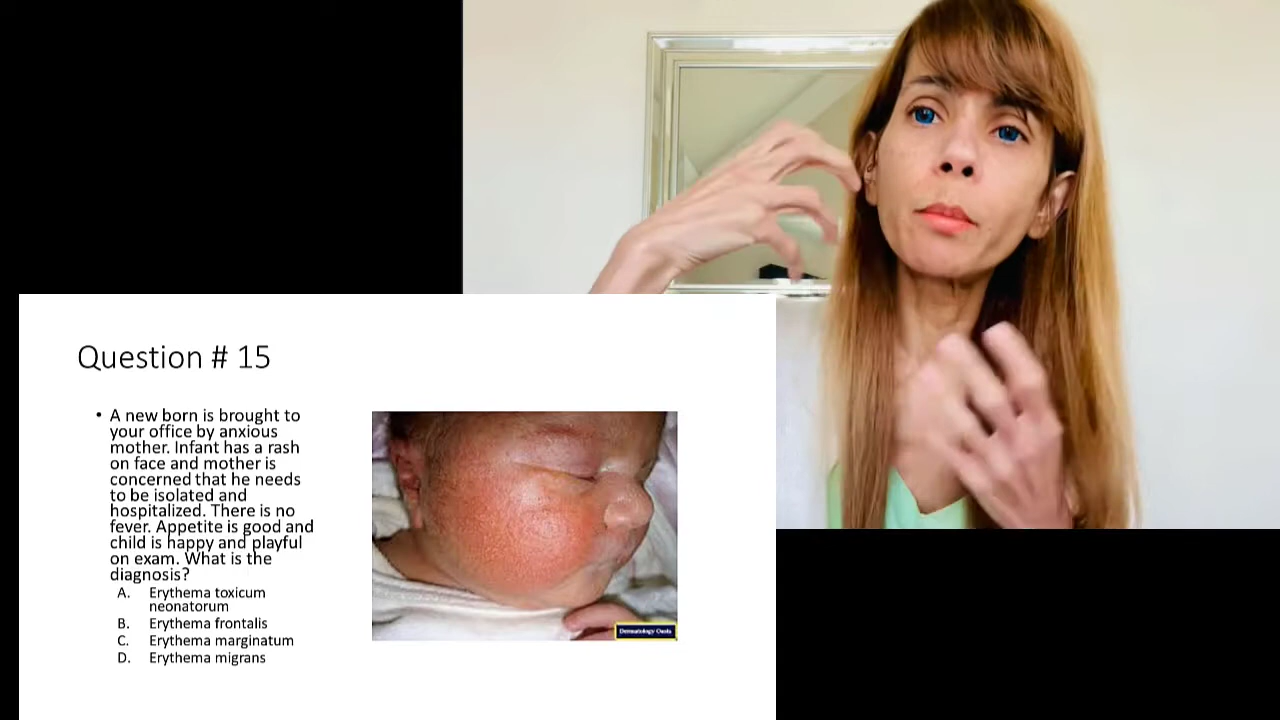 Question # 15
• A new born is brought to
your office by anxious
mother. Infant has a rash
on face and mother is
concerned that he needs
to be isolated and
hospitalized. There is no
fever. Appetite is good and
child is happy and playful
on exam. What is the
diagnosis?
A. Erythema toxicum
neonatorum
B. Erythema frontalis
C. Erythema marginatum
D. Erythema migrans
Dermatology Oasis